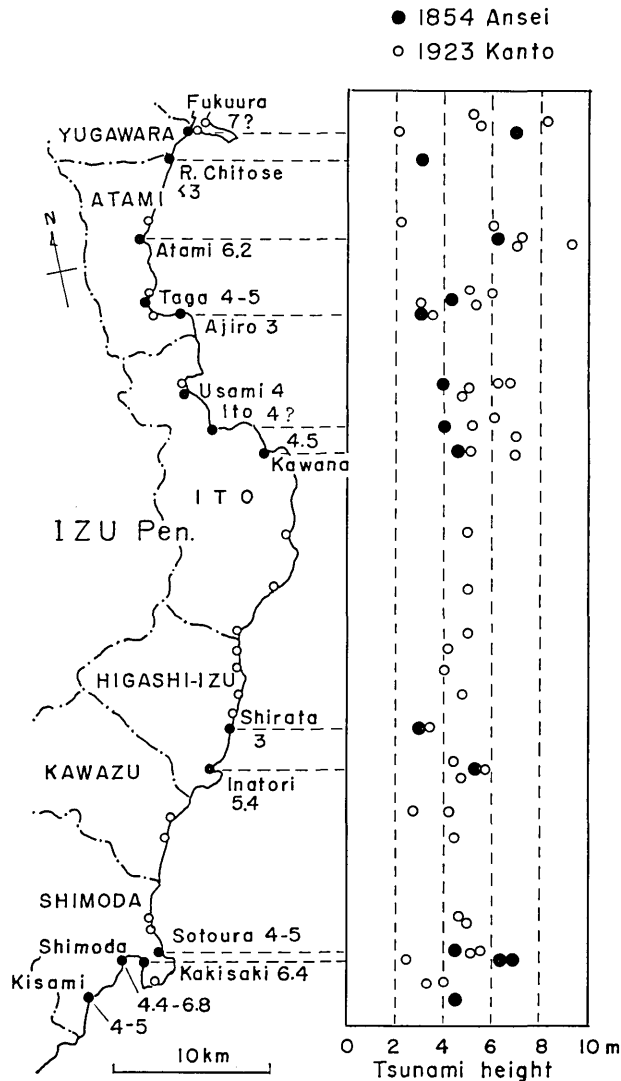 ● 1854 Ansei
○ 1923 Kanto
Fukuura
7?
YUGAWARA
R. Chitose
<3
ATAMI
N
Atami 6.2
Taga 4-5
Ajiro 3
Usami 4
Ito 4?
4.5
Kawana
ITO
IZU Pen.
HIGASHI-IZU
Shirata
3
KAWAZU
Inatori
5.4
SHIMODA
Sotoura 4-5
Shimoda
Kakisaki 6.4
Kisami
4.4-6.8
4-5
10km
0 2 4 6 8 10 m
Tsunami height